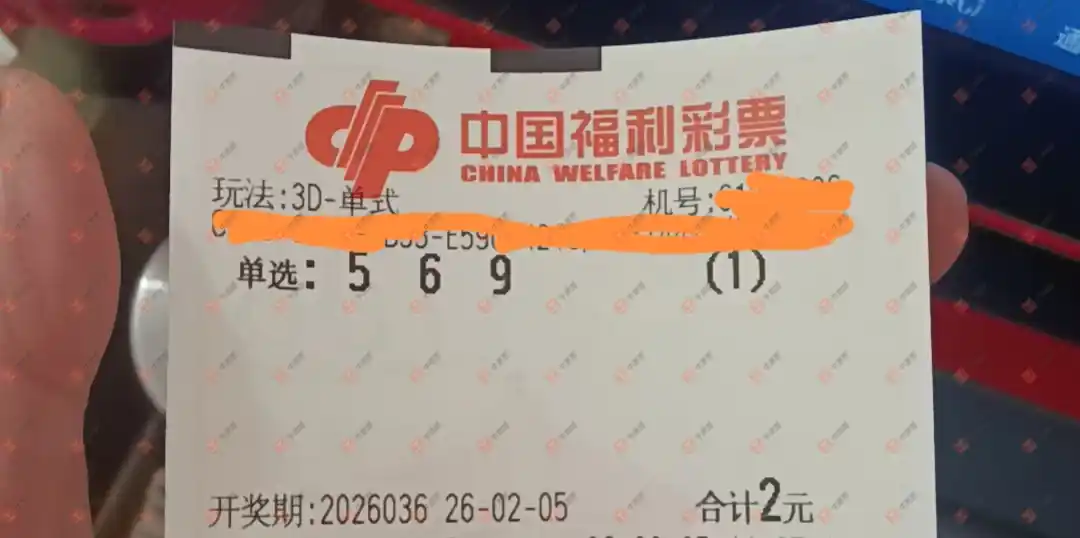 中国福利彩票
CHINA WELFARE LOTTERY
玩法:3D-单式 机号:
单选: 5 6 9 (1)
开奖期:2026036 26-02-05 合计2元